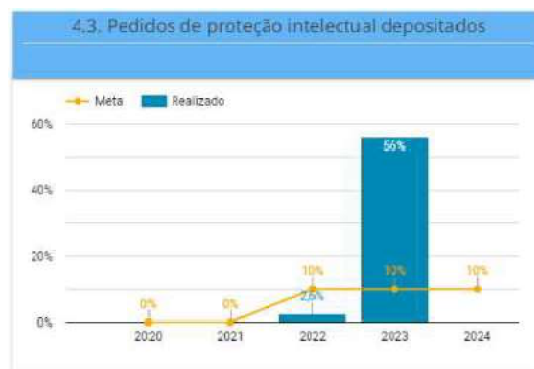 4.3. Pedidos de proteção intelectual depositados
Meta Realizado
60%
40%
20%
0%
0% 0% 10% 10% 10%
2,6% 56%
2020 2021 2022 2023 2024